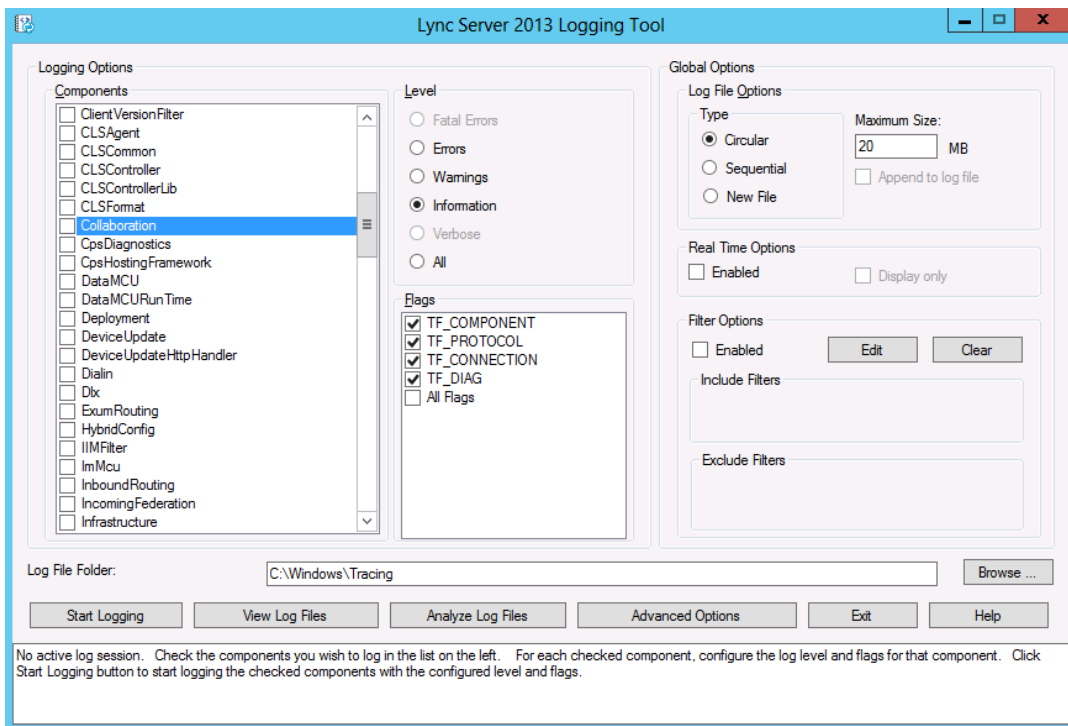 Lync Server 2013 Logging Tool
Logging Options
Components
ClientVersionFilter
CLSAgent
CLSCommon
CLSController
CLSControllerLib
CLSFormat
Collaboration
CpsDiagnostics
CpsHostingFramework
DataMCU
DataMCURunTime
Deployment
DeviceUpdate
DeviceUpdateHttpHandler
Dialin
Dlx
ExumRouting
HybridConfig
IIMFilter
ImMcu
InboundRouting
IncomingFederation
Infrastructure
Level
Fatal Errors
Errors
Warnings
Information
Verbose
All
Flags
TF_COMPONENT
TF_PROTOCOL
TF_CONNECTION
TF_DIAG
All Flags
Global Options
Log File Options
Type
Circular
Sequential
New File
Maximum Size:
20 MB
Append to log file
Real Time Options
Enabled
Display only
Filter Options
Enabled
Edit
Clear
Include Filters
Exclude Filters
Log File Folder:
C:\Windows\Tracing
Browse ...
Start Logging
View Log Files
Analyze Log Files
Advanced Options
Exit
Help
No active log session. Check the components you wish to log in the list on the left. For each checked component, configure the log level and flags for that component. Click
Start Logging button to start logging the checked components with the configured level and flags.